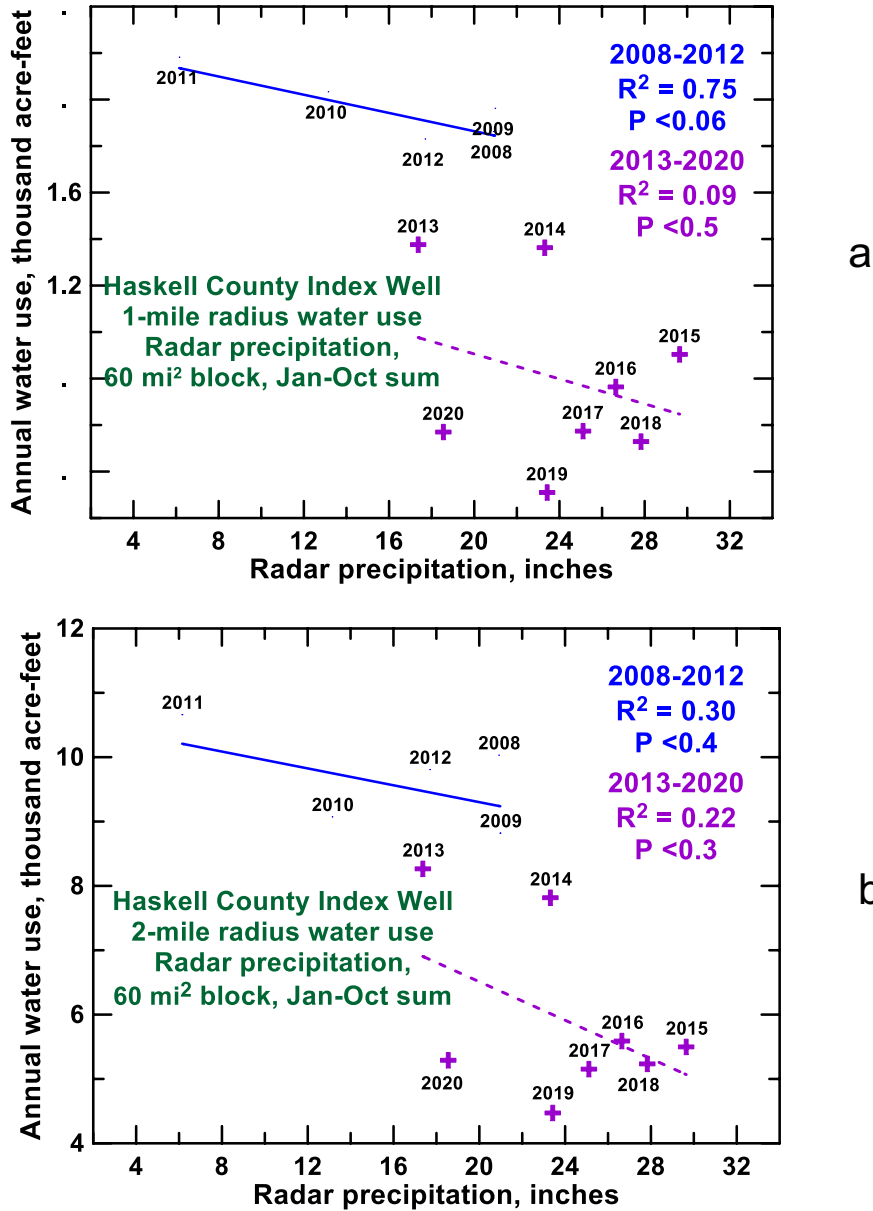 2008-2012
R² = 0.75
P <0.06
2013-2020
R² = 0.09
P <0.5
2011
2010
2009
2008
2012
2013
2014
2015
2016
2017
2018
2019
2020
Haskell County Index Well
1-mile radius water use
Radar precipitation,
60 mi² block, Jan-Oct sum
1.6
1.2
Annual water use, thousand acre-feet
4 8 12 16 20 24 28 32
Radar precipitation, inches
a
12
10
8
6
4
Annual water use, thousand acre-feet
2008-2012
R² = 0.30
P <0.4
2013-2020
R² = 0.22
P <0.3
2011
2012
2008
2010
2009
2013
2014
2016
2015
2017
2018
2020
2019
Haskell County Index Well
2-mile radius water use
Radar precipitation,
60 mi² block, Jan-Oct sum
4 8 12 16 20 24 28 32
Radar precipitation, inches